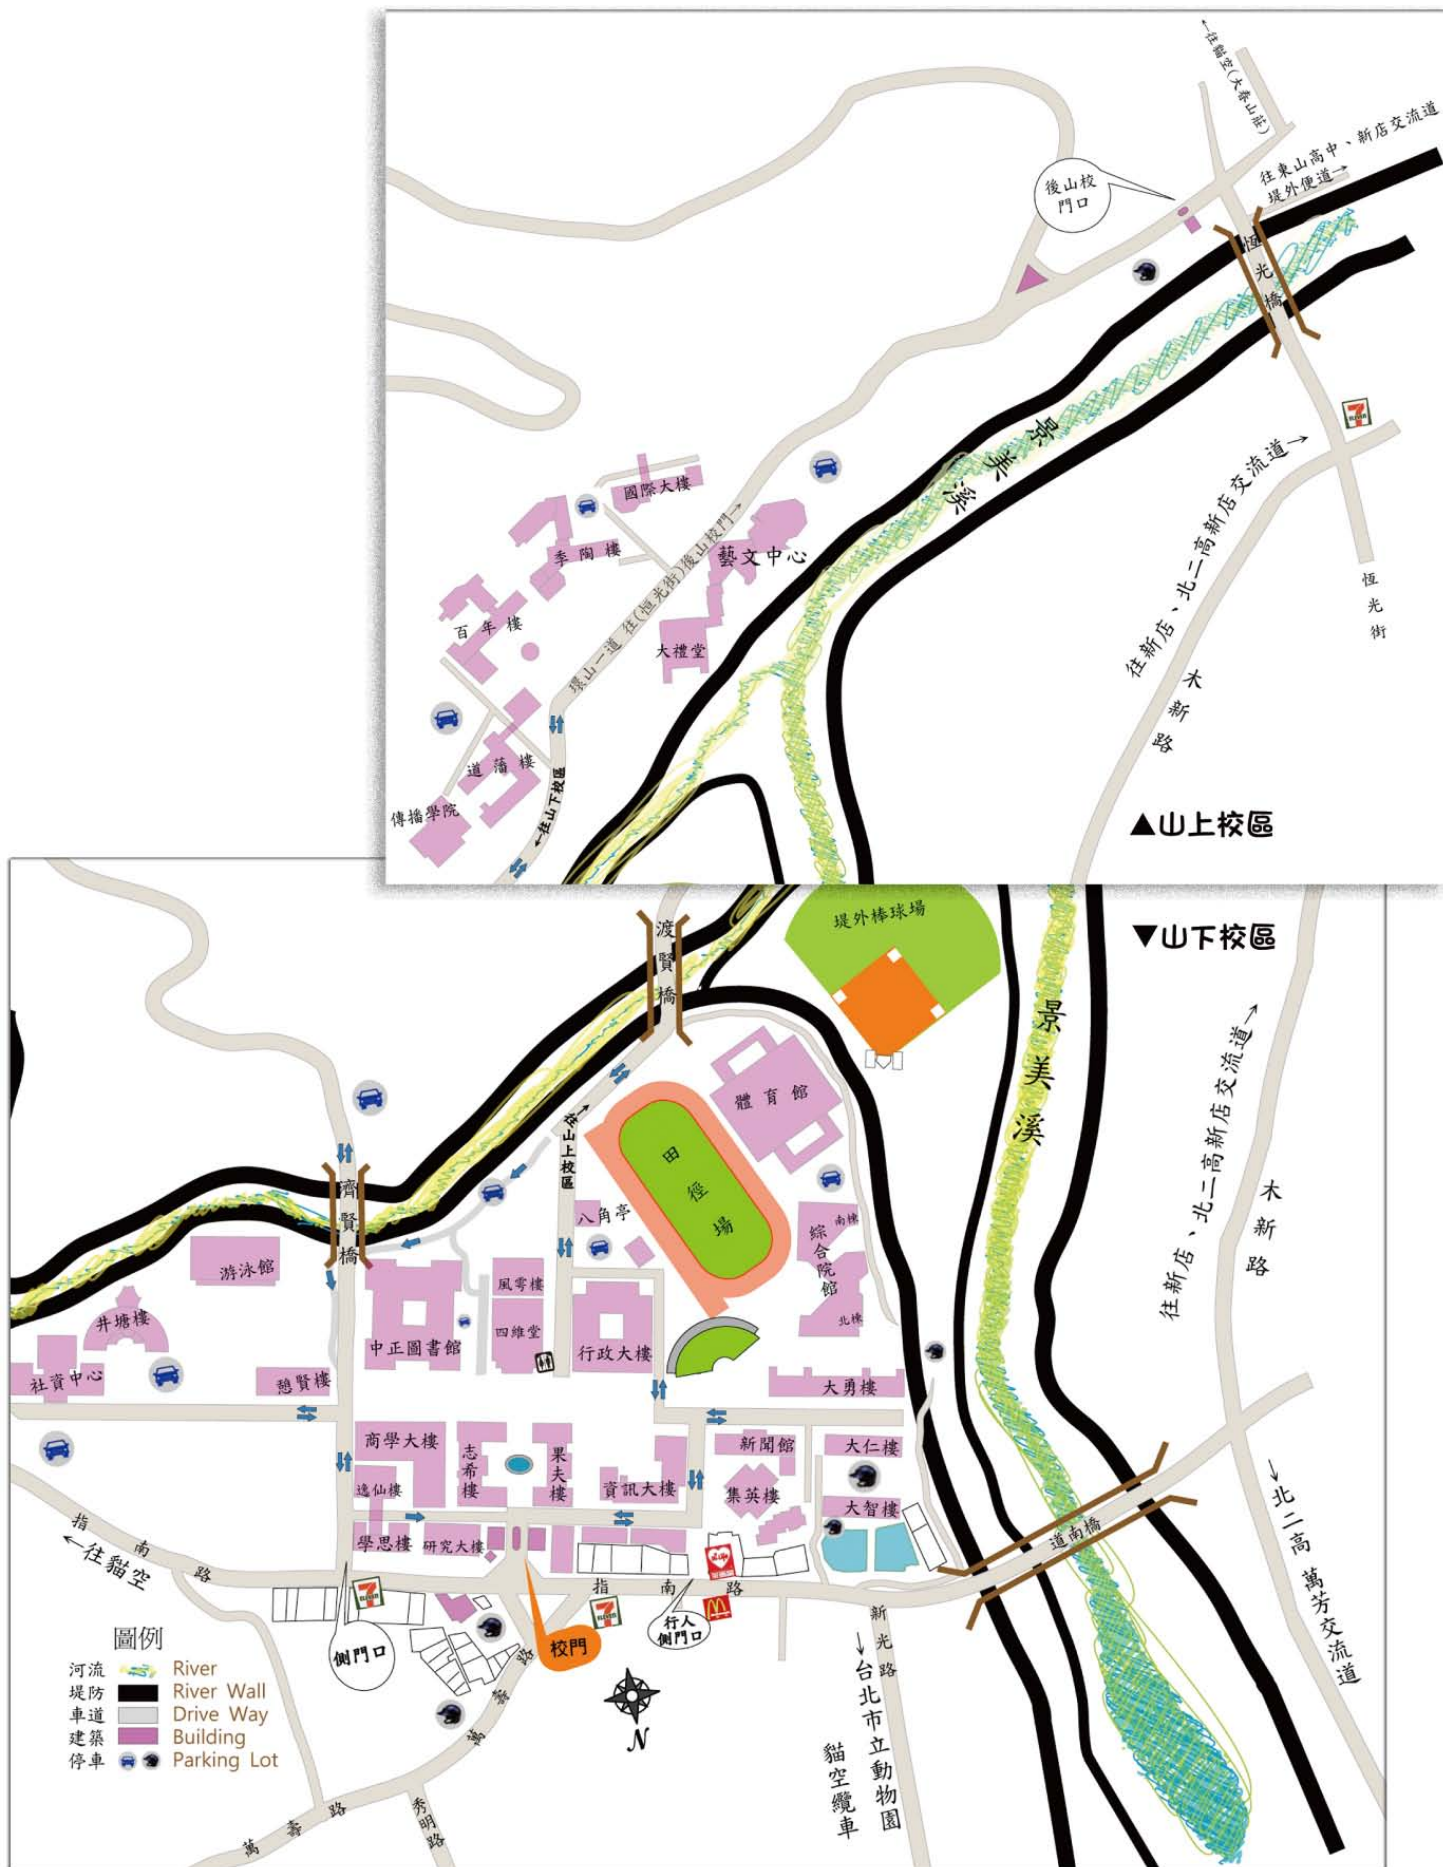 ←往貓空(大春山莊)
往東山高中、新店交流道
堤外便道→
後山校
門口
恆光橋
景美溪
國際大樓
季陶樓
藝文中心
百年樓
大禮堂
環山一道 往(恒光街)後山校門→
往新店、北二高新店交流道→
恆光街
木新路
道藩樓
傳播學院
←往山下校區
▲山上校區
▼山下校區
堤外棒球場
渡賢橋
景美溪
體育館
往新店、北二高新店交流道→
木新路
往山上校區→
田徑場
八角亭
南棟
綜合院館
北棟
濟賢橋
游泳館
井塘樓
社資中心
憩賢樓
中正圖書館
風雩樓
四維堂
行政大樓
大勇樓
商學大樓
志希樓
果夫樓
逸仙樓
資訊大樓
新聞館
集英樓
大仁樓
大智樓
學思樓
研究大樓
道南橋
→北二高 萬芳交流道
指南路
←往貓空
指南路
側門口
校門
行人
側門口
新光路
→台北市立動物園
貓空纜車
萬壽路
萬壽路
秀明路
N
圖例
河流 River
堤防 River Wall
車道 Drive Way
建築 Building
停車 Parking Lot